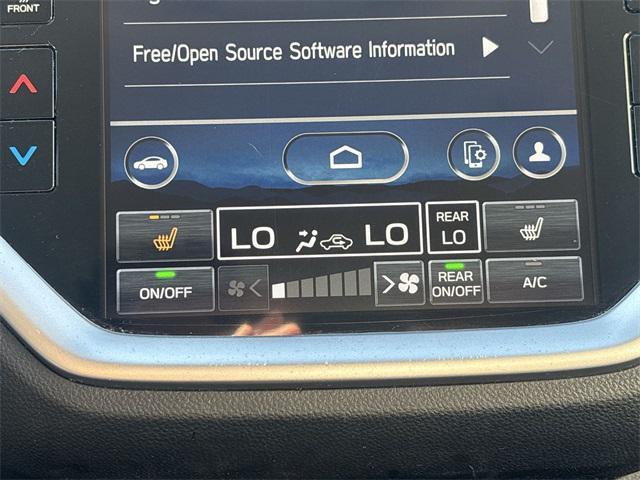 FRONT
Free/Open Source Software Information
LO LO
REAR
LO
ON/OFF
REAR
ON/OFF
A/C